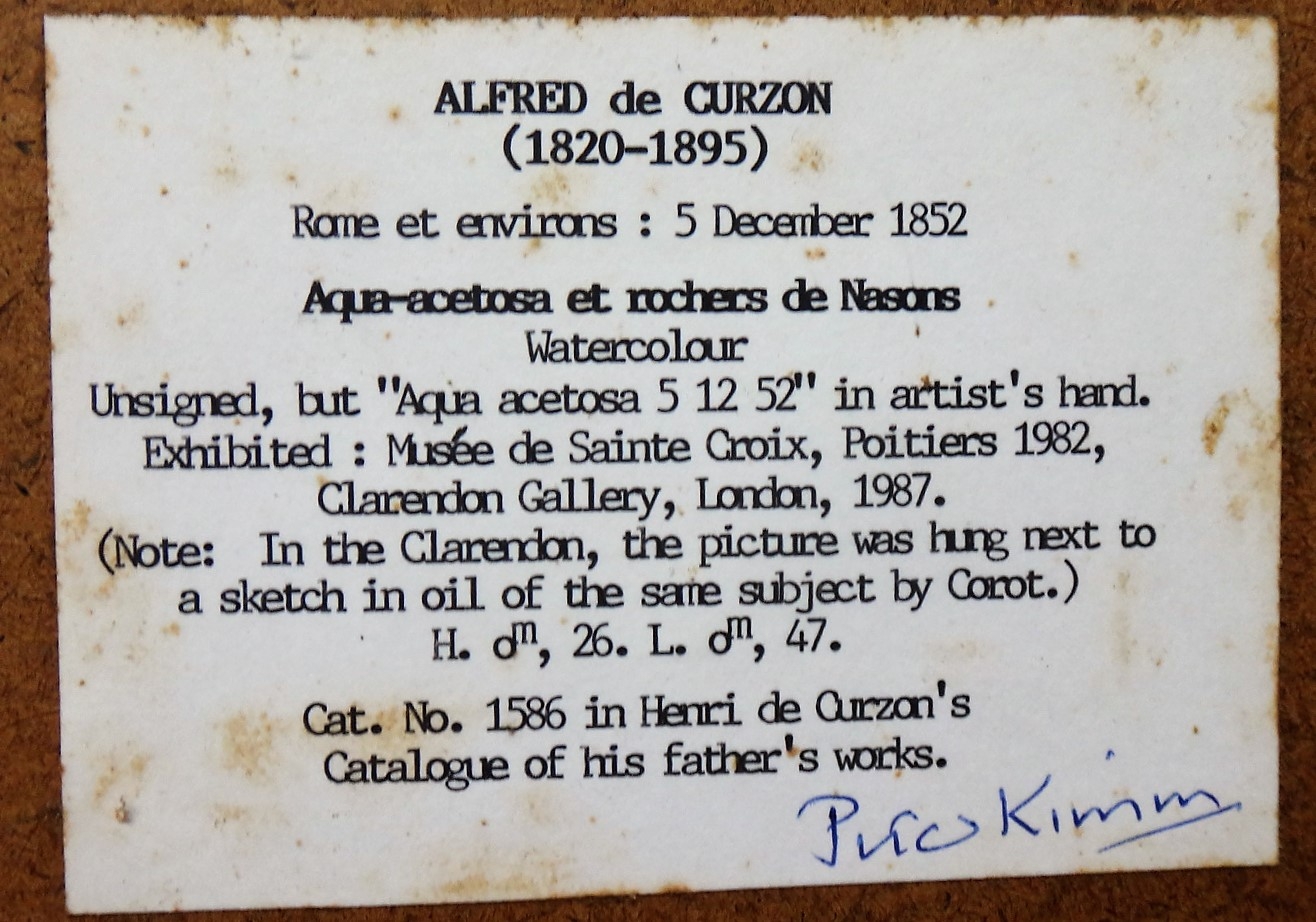 ALFRED de CURZON
(1820-1895)
Rome et environs : 5 December 1852
Aqua-acetosa et rochers de Nasons
Watercolour
Unsigned, but "Aqua acetosa 5 12 52" in artist's hand.
Exhibited : Musée de Sainte Croix, Poitiers 1982,
Clarendon Gallery, London, 1987.
(Note: In the Clarendon, the picture was hung next to
a sketch in oil of the same subject by Corot.)
H. 0ᵐ, 26. L. 0ᵐ, 47.
Cat. No. 1586 in Henri de Curzon's
Catalogue of his father's works.